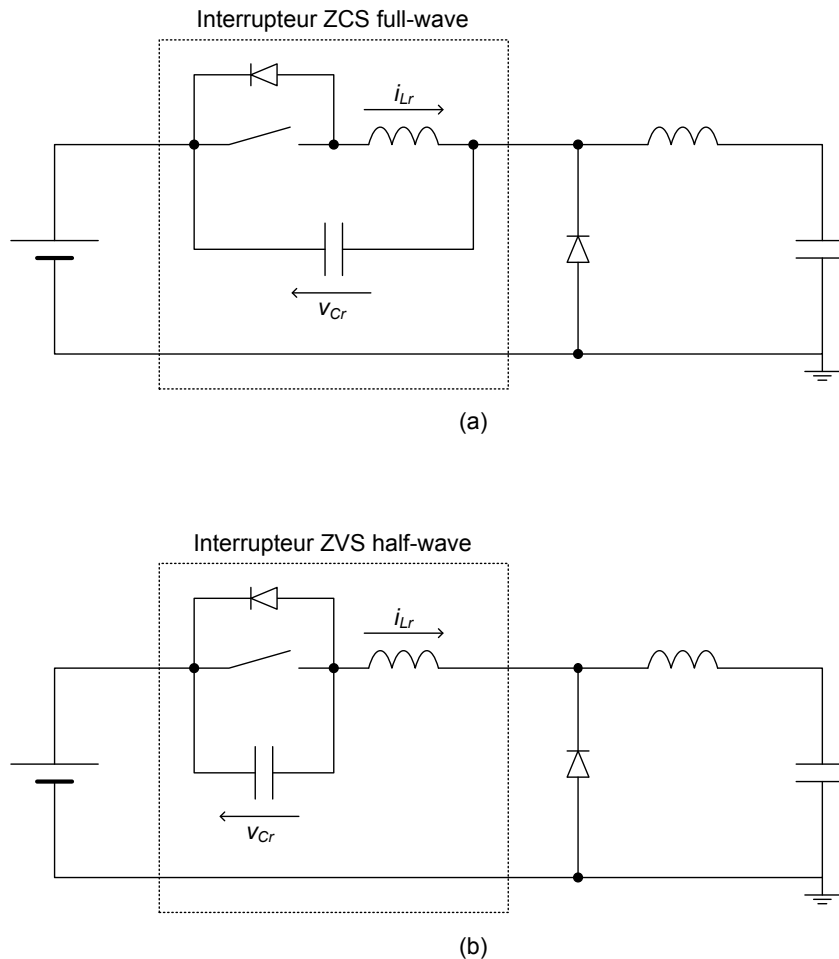 Interrupteur ZCS full-wave
iLr
vCr
(a)
Interrupteur ZVS half-wave
iLr
vCr
(b)